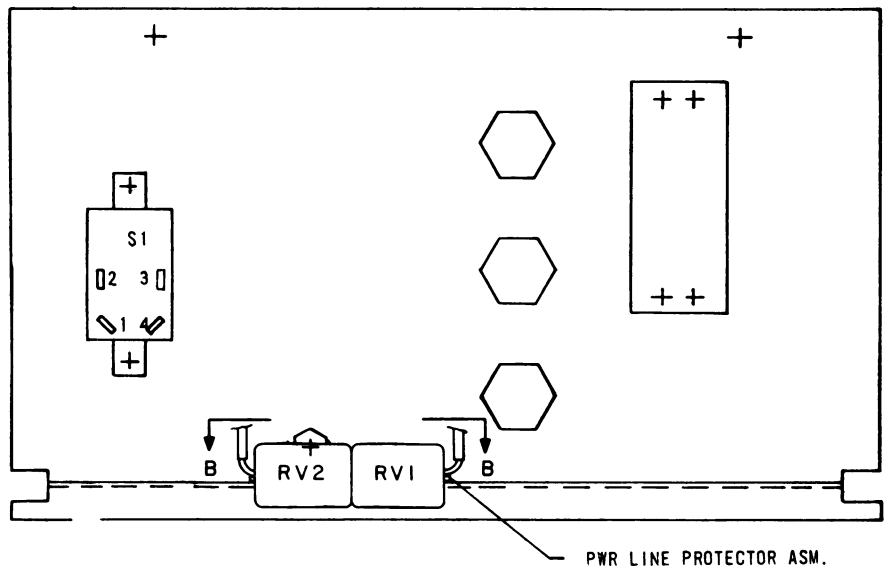 S1
2 3
1 4
B B
RV2 RV1
PWR LINE PROTECTOR ASM.